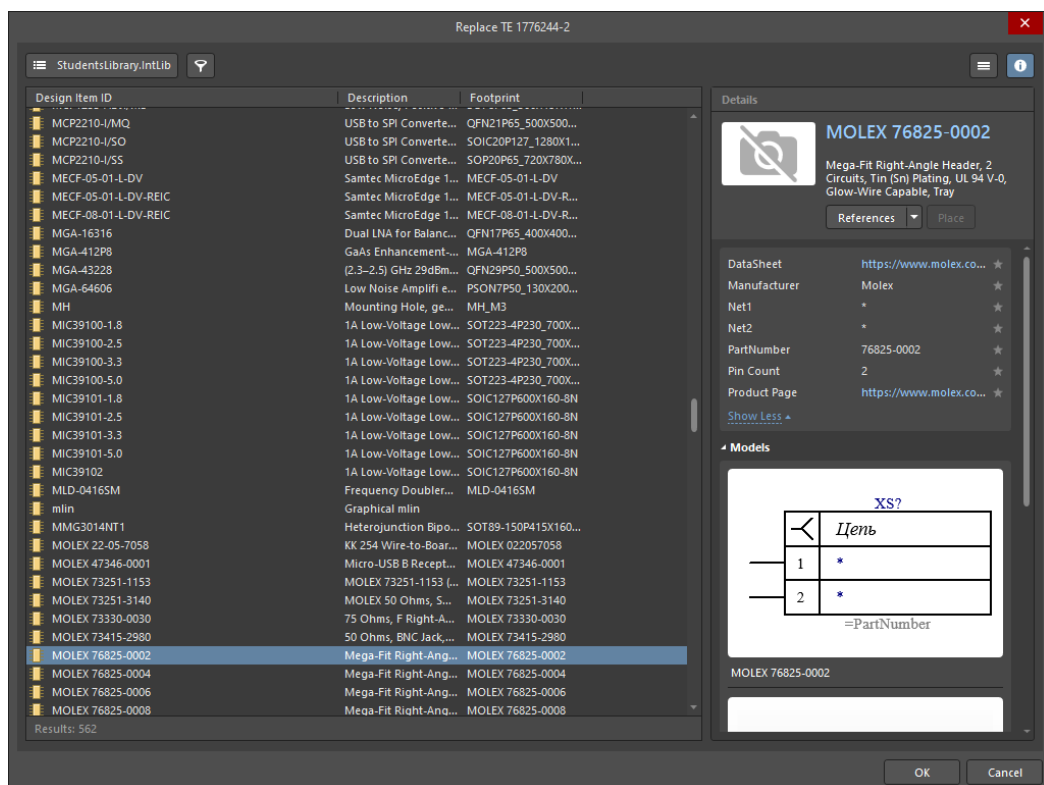 Replace TE 1776244-2
StudentsLibrary.IntLib
Design Item ID Description Footprint
MCP2210-I/MQ USB to SPI Converte... QFN21P65_500X500...
MCP2210-I/SO USB to SPI Converte... SOIC20P127_1280X1...
MCP2210-I/SS USB to SPI Converte... SOP20P65_720X780X...
MECF-05-01-L-DV Samtec MicroEdge 1... MECF-05-01-L-DV
MECF-05-01-L-DV-REIC Samtec MicroEdge 1... MECF-05-01-L-DV-R...
MECF-08-01-L-DV-REIC Samtec MicroEdge 1... MECF-08-01-L-DV-R...
MGA-16316 Dual LNA for Balanc... QFN17P65_400X400...
MGA-412P8 GaAs Enhancement-... MGA-412P8
MGA-43228 (2.3–2.5) GHz 29dBm... QFN29P50_500X500...
MGA-64606 Low Noise Amplifi e... PSON7P50_130X200...
MH Mounting Hole, ge... MH_M3
MIC39100-1.8 1A Low-Voltage Low... SOT223-4P230_700X...
MIC39100-2.5 1A Low-Voltage Low... SOT223-4P230_700X...
MIC39100-3.3 1A Low-Voltage Low... SOT223-4P230_700X...
MIC39100-5.0 1A Low-Voltage Low... SOT223-4P230_700X...
MIC39101-1.8 1A Low-Voltage Low... SOIC127P600X160-8N
MIC39101-2.5 1A Low-Voltage Low... SOIC127P600X160-8N
MIC39101-3.3 1A Low-Voltage Low... SOIC127P600X160-8N
MIC39101-5.0 1A Low-Voltage Low... SOIC127P600X160-8N
MIC39102 1A Low-Voltage Low... SOIC127P600X160-8N
MLD-0416SM Frequency Doubler... MLD-0416SM
mlin Graphical mlin
MMG3014NT1 Heterojunction Bipo... SOT89-150P415X160...
MOLEX 22-05-7058 KK 254 Wire-to-Boar... MOLEX 022057058
MOLEX 47346-0001 Micro-USB B Recept... MOLEX 47346-0001
MOLEX 73251-1153 MOLEX 73251-1153 (... MOLEX 73251-1153
MOLEX 73251-3140 MOLEX 50 Ohms, S... MOLEX 73251-3140
MOLEX 73330-0030 75 Ohms, F Right-A... MOLEX 73330-0030
MOLEX 73415-2980 50 Ohms, BNC Jack,... MOLEX 73415-2980
MOLEX 76825-0002 Mega-Fit Right-Ang... MOLEX 76825-0002
MOLEX 76825-0004 Mega-Fit Right-Ang... MOLEX 76825-0004
MOLEX 76825-0006 Mega-Fit Right-Ang... MOLEX 76825-0006
MOLEX 76825-0008 Mega-Fit Right-Ang... MOLEX 76825-0008
Results: 562
Details
MOLEX 76825-0002
Mega-Fit Right-Angle Header, 2
Circuits, Tin (Sn) Plating, UL 94 V-0,
Glow-Wire Capable, Tray
References Place
DataSheet https://www.molex.co...
Manufacturer Molex
Net1 *
Net2 *
PartNumber 76825-0002
Pin Count 2
Product Page https://www.molex.co...
Show Less
Models
XS?
Цепь
1 *
2 *
=PartNumber
MOLEX 76825-0002
OK Cancel